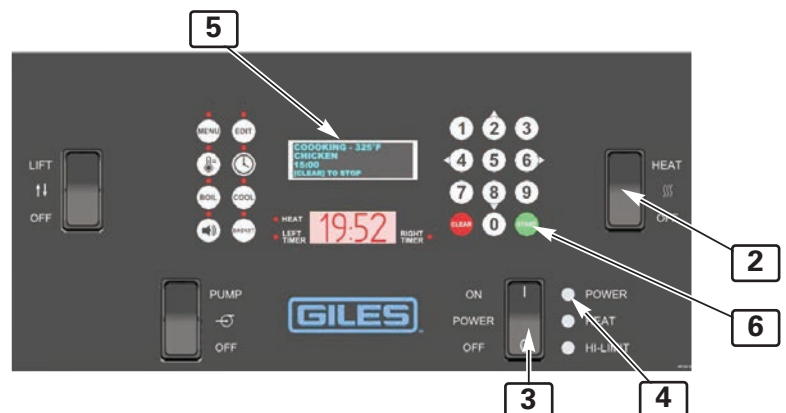 5
MENU EDIT
BOIL COOL
BASKET
COOOKING - 325°F
CHICKEN
15:00
[CLEAR] TO STOP
HEAT
LEFT
TIMER
19:52
RIGHT
TIMER
1 2 3
4 5 6
7 8 9
CLEAR 0 START
LIFT
OFF
HEAT
OFF
2
PUMP
OFF
GILES
ON
POWER
OFF
POWER
HEAT
HI-LIMIT
6
3
4